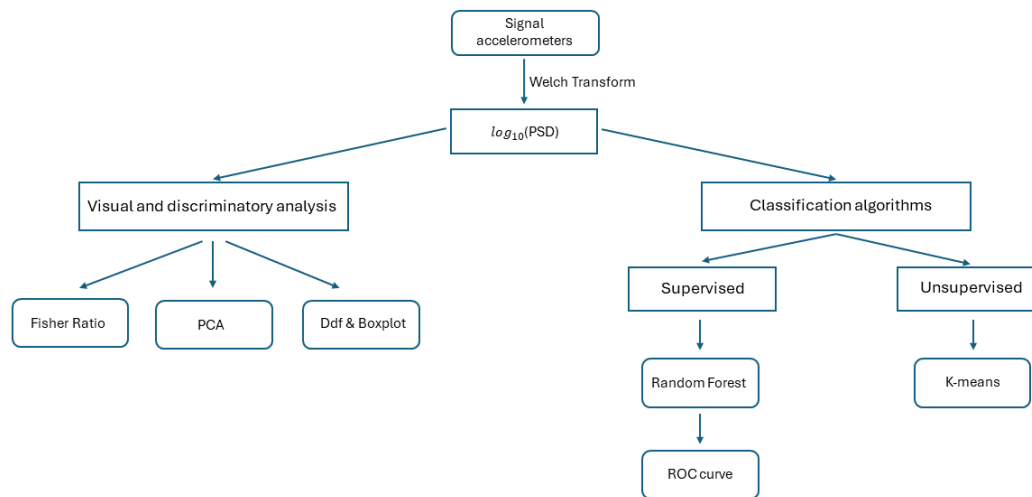 Signal
accelerometers
Welch Transform
log₁₀(PSD)
Visual and discriminatory analysis
Classification algorithms
Supervised
Unsupervised
Fisher Ratio
PCA
Ddf & Boxplot
Random Forest
K-means
ROC curve